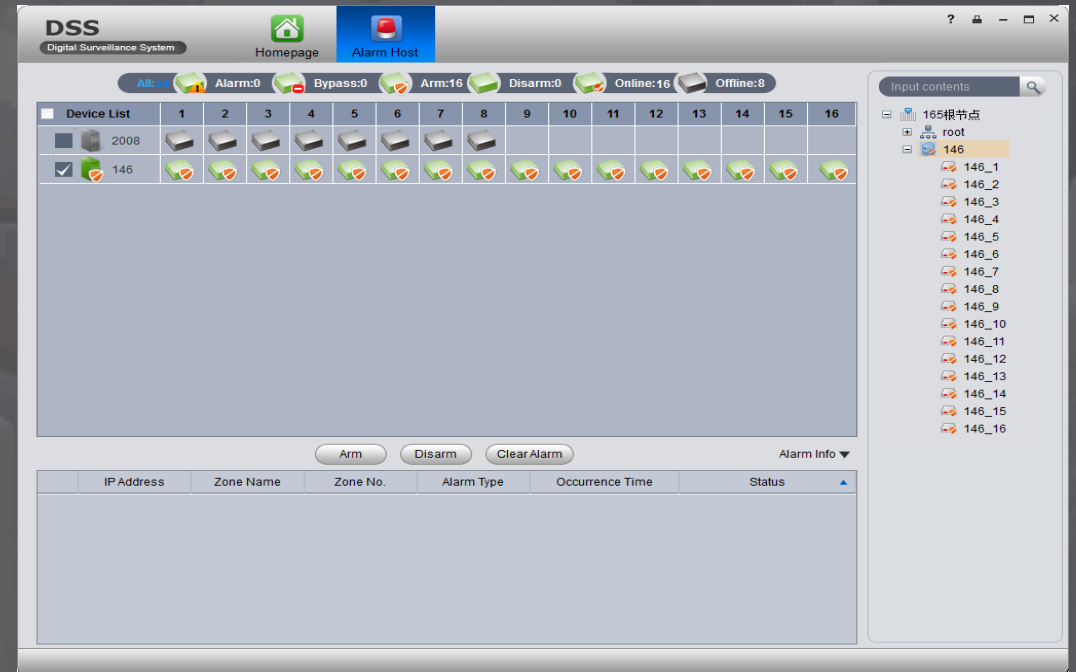 DSS
Digital Surveillance System
Homepage
Alarm Host
?
All: Alarm:0 Bypass:0 Arm:16 Disarm:0 Online:16 Offline:8
Device List 1 2 3 4 5 6 7 8 9 10 11 12 13 14 15 16
2008
146
Arm Disarm ClearAlarm Alarm Info
IP Address Zone Name Zone No. Alarm Type Occurrence Time Status
Input contents
165根节点
root
146
146_1
146_2
146_3
146_4
146_5
146_6
146_7
146_8
146_9
146_10
146_11
146_12
146_13
146_14
146_15
146_16